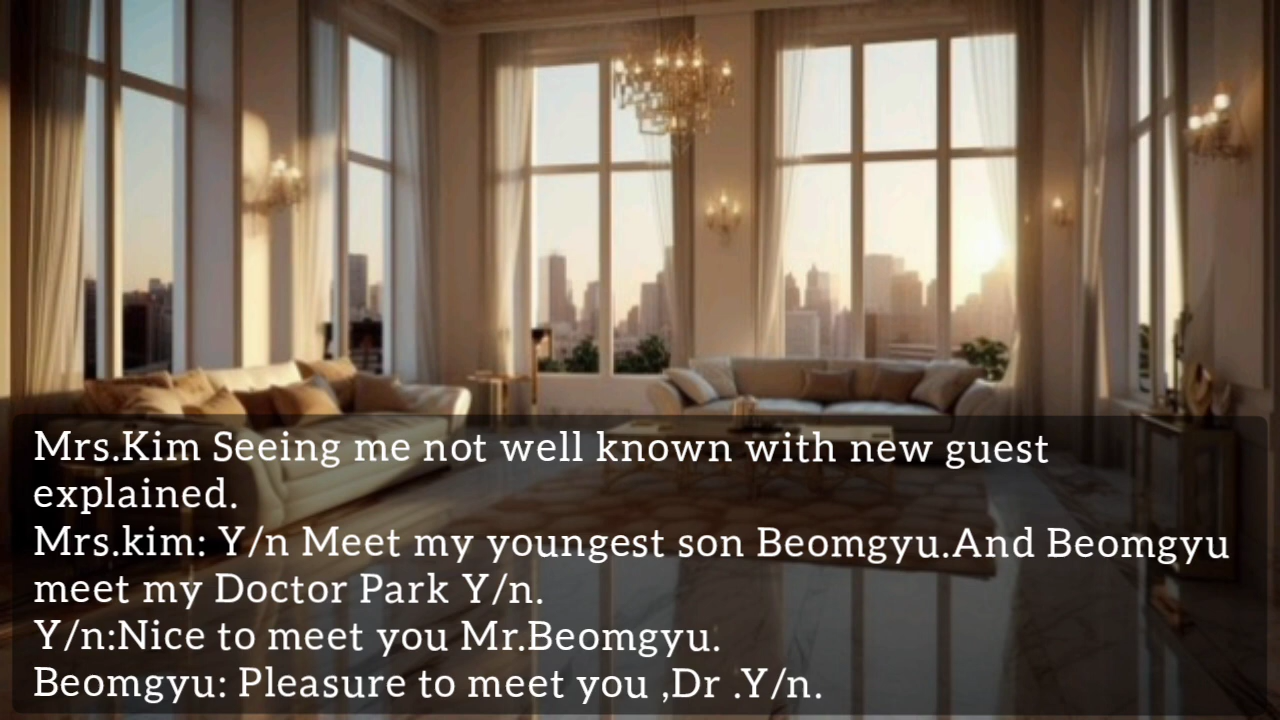 Mrs.Kim Seeing me not well known with new guest
explained.
Mrs.kim: Y/n Meet my youngest son Beomgyu.And Beomgyu
meet my Doctor Park Y/n.
Y/n:Nice to meet you Mr.Beomgyu.
Beomgyu: Pleasure to meet you ,Dr .Y/n.